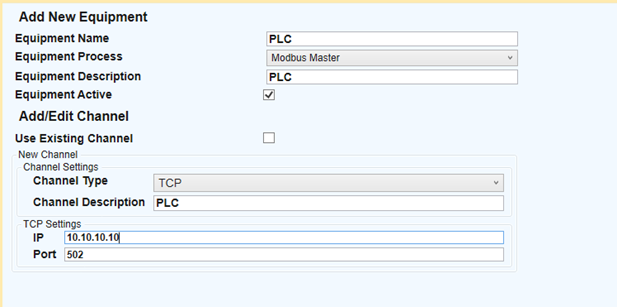 Add New Equipment
Equipment Name PLC
Equipment Process Modbus Master
Equipment Description PLC
Equipment Active
Add/Edit Channel
Use Existing Channel
New Channel
Channel Settings
Channel Type TCP
Channel Description PLC
TCP Settings
IP 10.10.10.10
Port 502